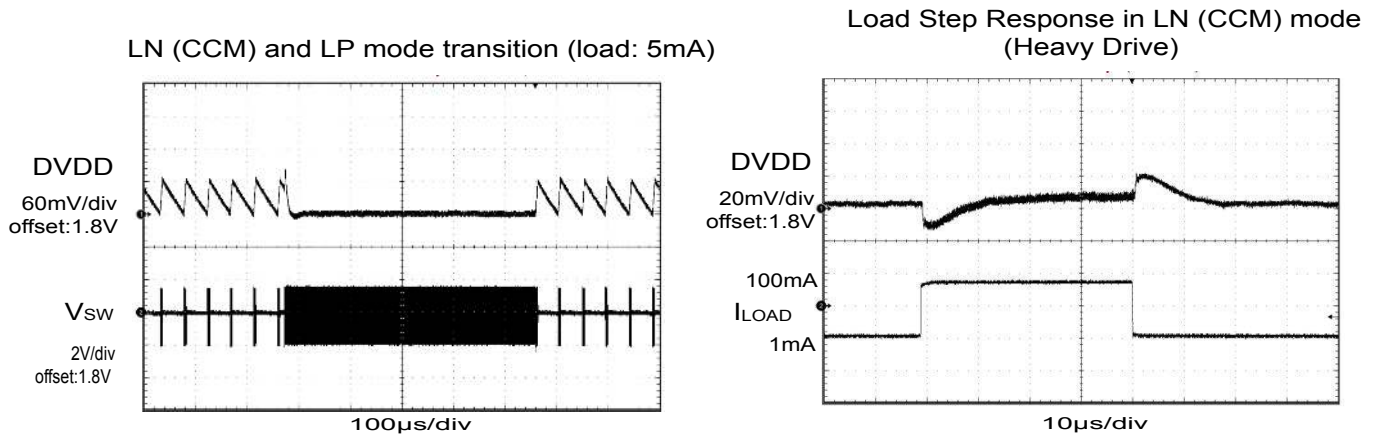 LN (CCM) and LP mode transition (load: 5mA)
DVDD
60mV/div
offset:1.8V
VSW
2V/div
offset:1.8V
100µs/div
Load Step Response in LN (CCM) mode
(Heavy Drive)
DVDD
20mV/div
offset:1.8V
100mA
ILOAD
1mA
10µs/div